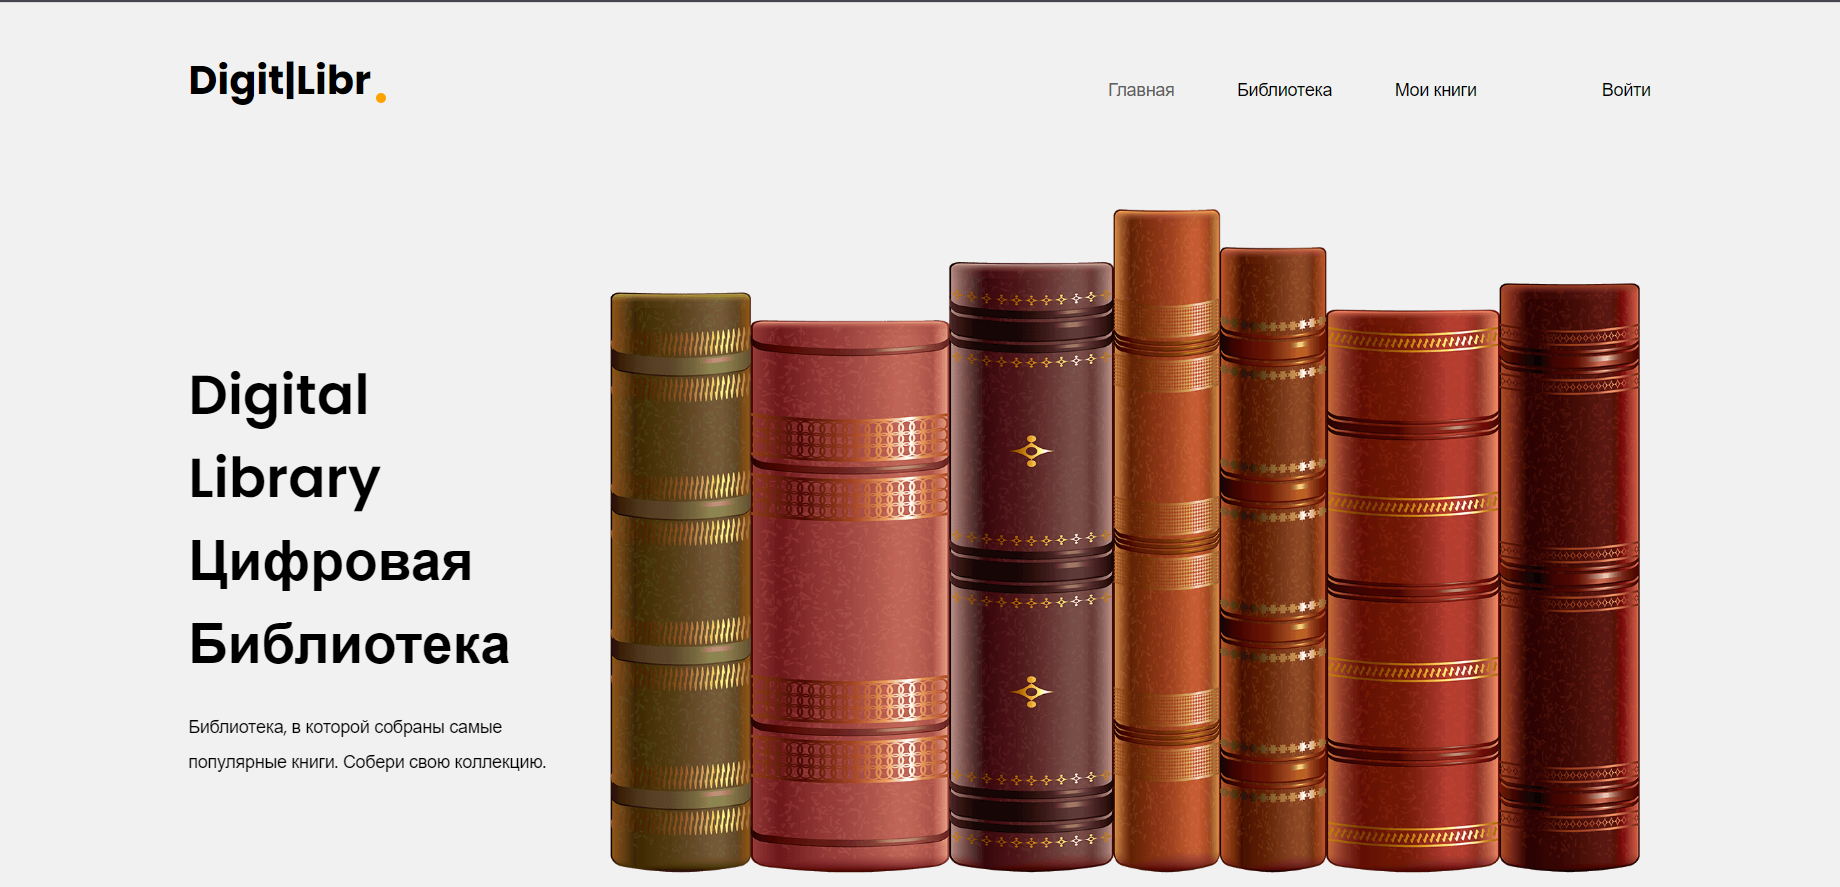 Digit|Libr.
Главная
Библиотека
Мои книги
Войти
Digital
Library
Цифровая
Библиотека
Библиотека, в которой собраны самые
популярные книги. Собери свою коллекцию.